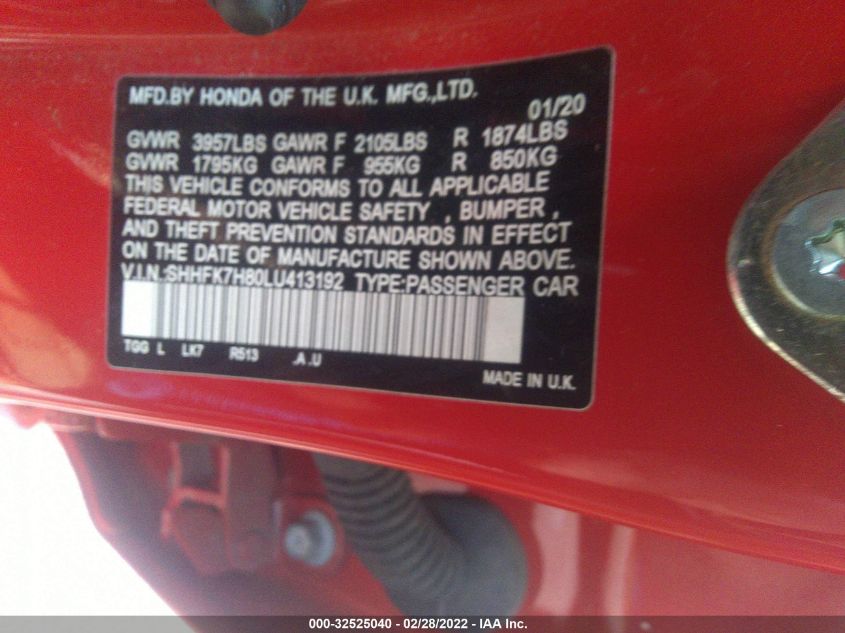 MFD.BY HONDA OF THE U.K. MFG.,LTD.
01/20
GVWR 3957LBS GAWR F 2105LBS R 1874LBS
GVWR 1795KG GAWR F 955KG R 850KG
THIS VEHICLE CONFORMS TO ALL APPLICABLE
FEDERAL MOTOR VEHICLE SAFETY , BUMPER ,
AND THEFT PREVENTION STANDARDS IN EFFECT
ON THE DATE OF MANUFACTURE SHOWN ABOVE.
V.I.N.:SHHFK7H80LU413192 TYPE:PASSENGER CAR
TGG L LK7 R513 .A .U
MADE IN U.K.
000-32525040 - 02/28/2022 - IAA Inc.